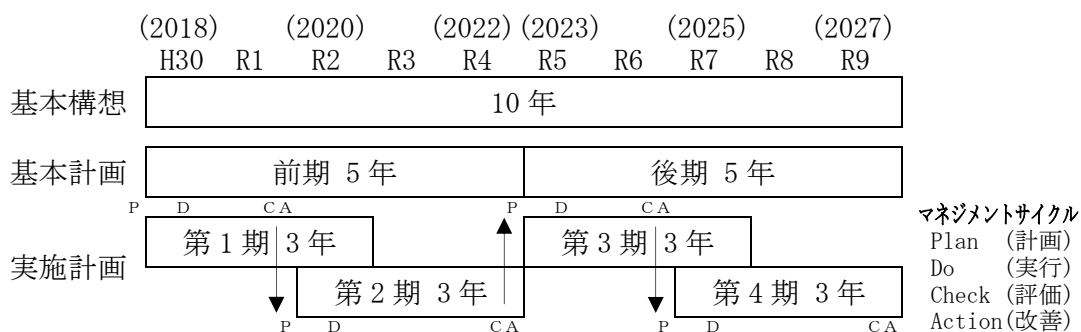 (2018) (2020) (2022) (2023) (2025) (2027)
H30 R1 R2 R3 R4 R5 R6 R7 R8 R9
基本構想 10年
基本計画 前期 5年 後期 5年
P D CA P D CA
マネジメントサイクル
第1期 3年 第3期 3年
Plan (計画)
実施計画
Do (実行)
第2期 3年 第4期 3年
Check (評価)
P D CA P D CA
Action(改善)